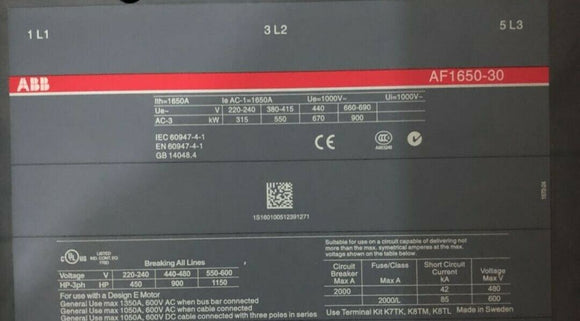 1 L1 3 L2 5 L3
ABB AF1650-30
Ith=1650A Ie AC-1=1650A Ue=1000V~ Ui=1000V~
Ue~ V 220-240 380-415 440 660-690
AC-3 kW 315 550 670 900
IEC 60947-4-1
EN 60947-4-1
GB 14048.4
CE CCC
1S160100512391271
Breaking All Lines
Voltage V 220-240 440-480 550-600
HP-3ph HP 450 900 1150
For use with a Design E Motor
General Use max 1350A, 600V AC when bus bar connected
General Use max 1050A, 600V AC when cable connected
General Use max 1050A, 600V DC cable connected with three poles in series
Suitable for use on a circuit capable of delivering not
more than the max. symetrical amperes at the max.
voltage shown on the table below.
Circuit Breaker Max A Fuse/Class Max A Short Circuit Current kA Voltage Max V
2000 42 480
2000/L 85 600
Use Terminal Kit K7TK, K8TM, K8TL Made in Sweden